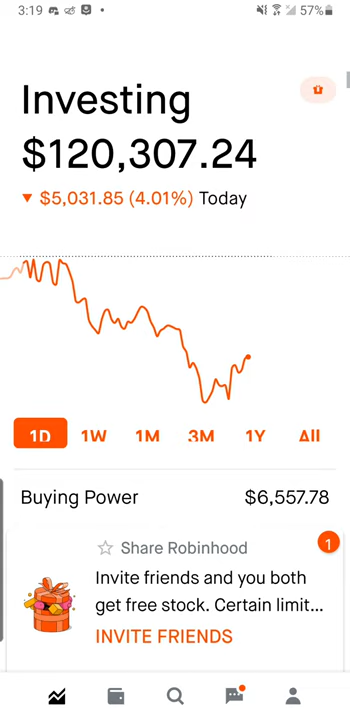 3:19
57%
Investing
$120,307.24
▼ $5,031.85 (4.01%) Today
1D 1W 1M 3M 1Y All
Buying Power $6,557.78
☆ Share Robinhood
1
Invite friends and you both
get free stock. Certain limit...
INVITE FRIENDS